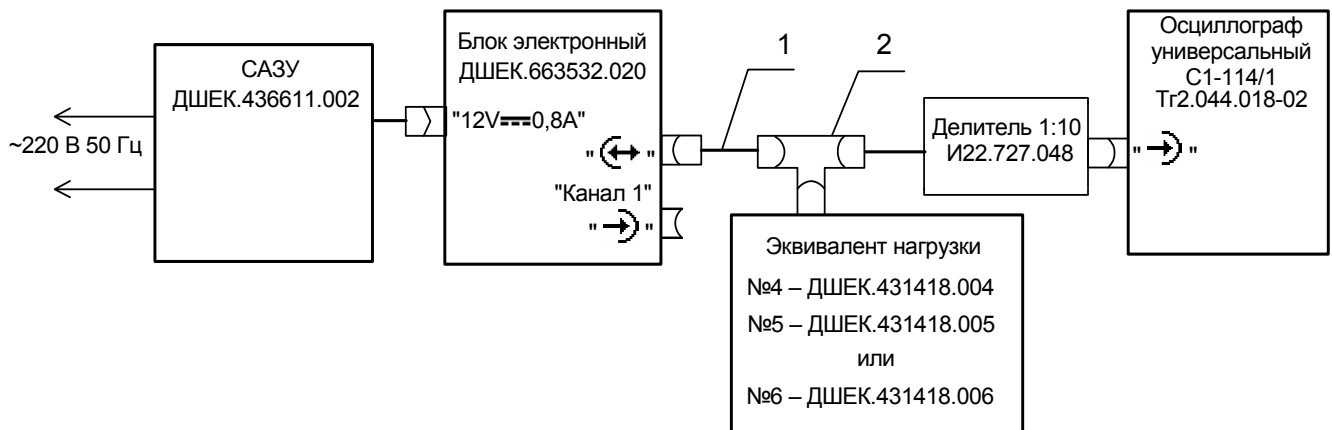 ~220 В 50 Гц
САЗУ
ДШЕК.436611.002
Блок электронный
ДШЕК.663532.020
"12V 0,8А"
" "
"Канал 1"
" "
1
2
Делитель 1:10
И22.727.048
Осциллограф
универсальный
С1-114/1
Тг2.044.018-02
" "
Эквивалент нагрузки
№4 – ДШЕК.431418.004
№5 – ДШЕК.431418.005
или
№6 – ДШЕК.431418.006